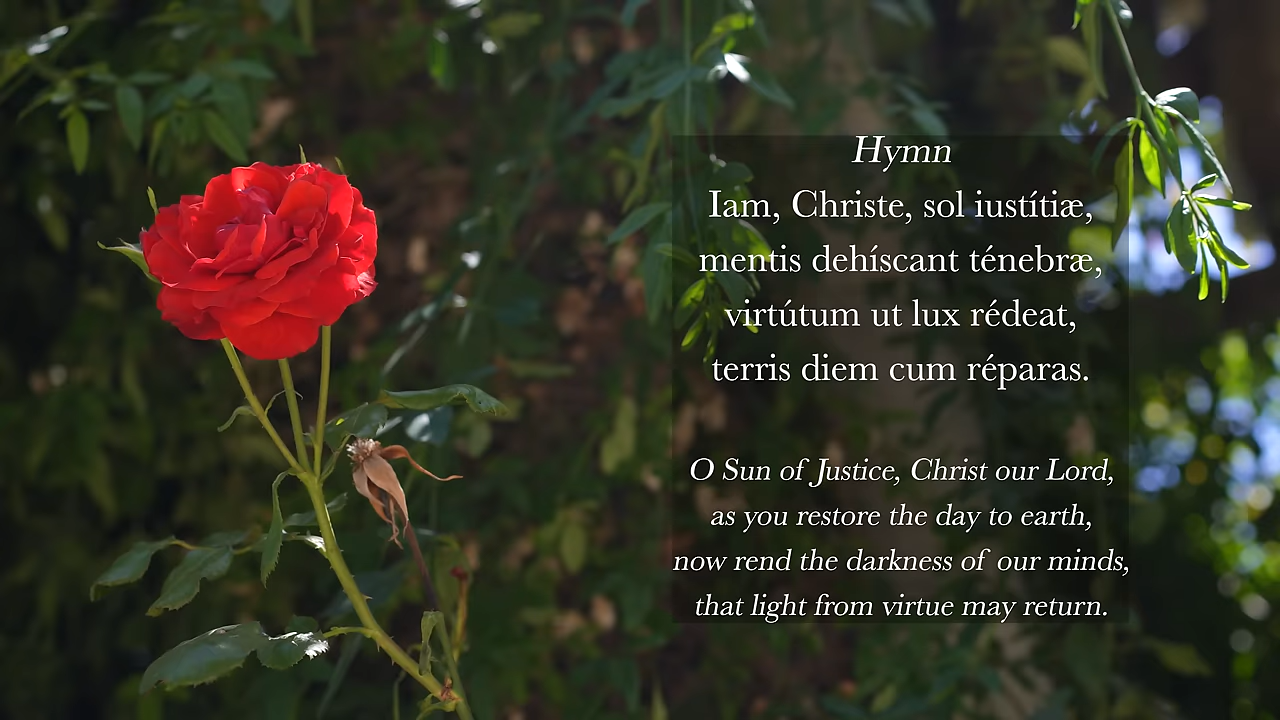 Hymn
Iam, Christe, sol iustítiæ,
mentis dehíscant ténebræ,
virtútum ut lux rédeat,
terris diem cum réparas.
O Sun of Justice, Christ our Lord,
as you restore the day to earth,
now rend the darkness of our minds,
that light from virtue may return.